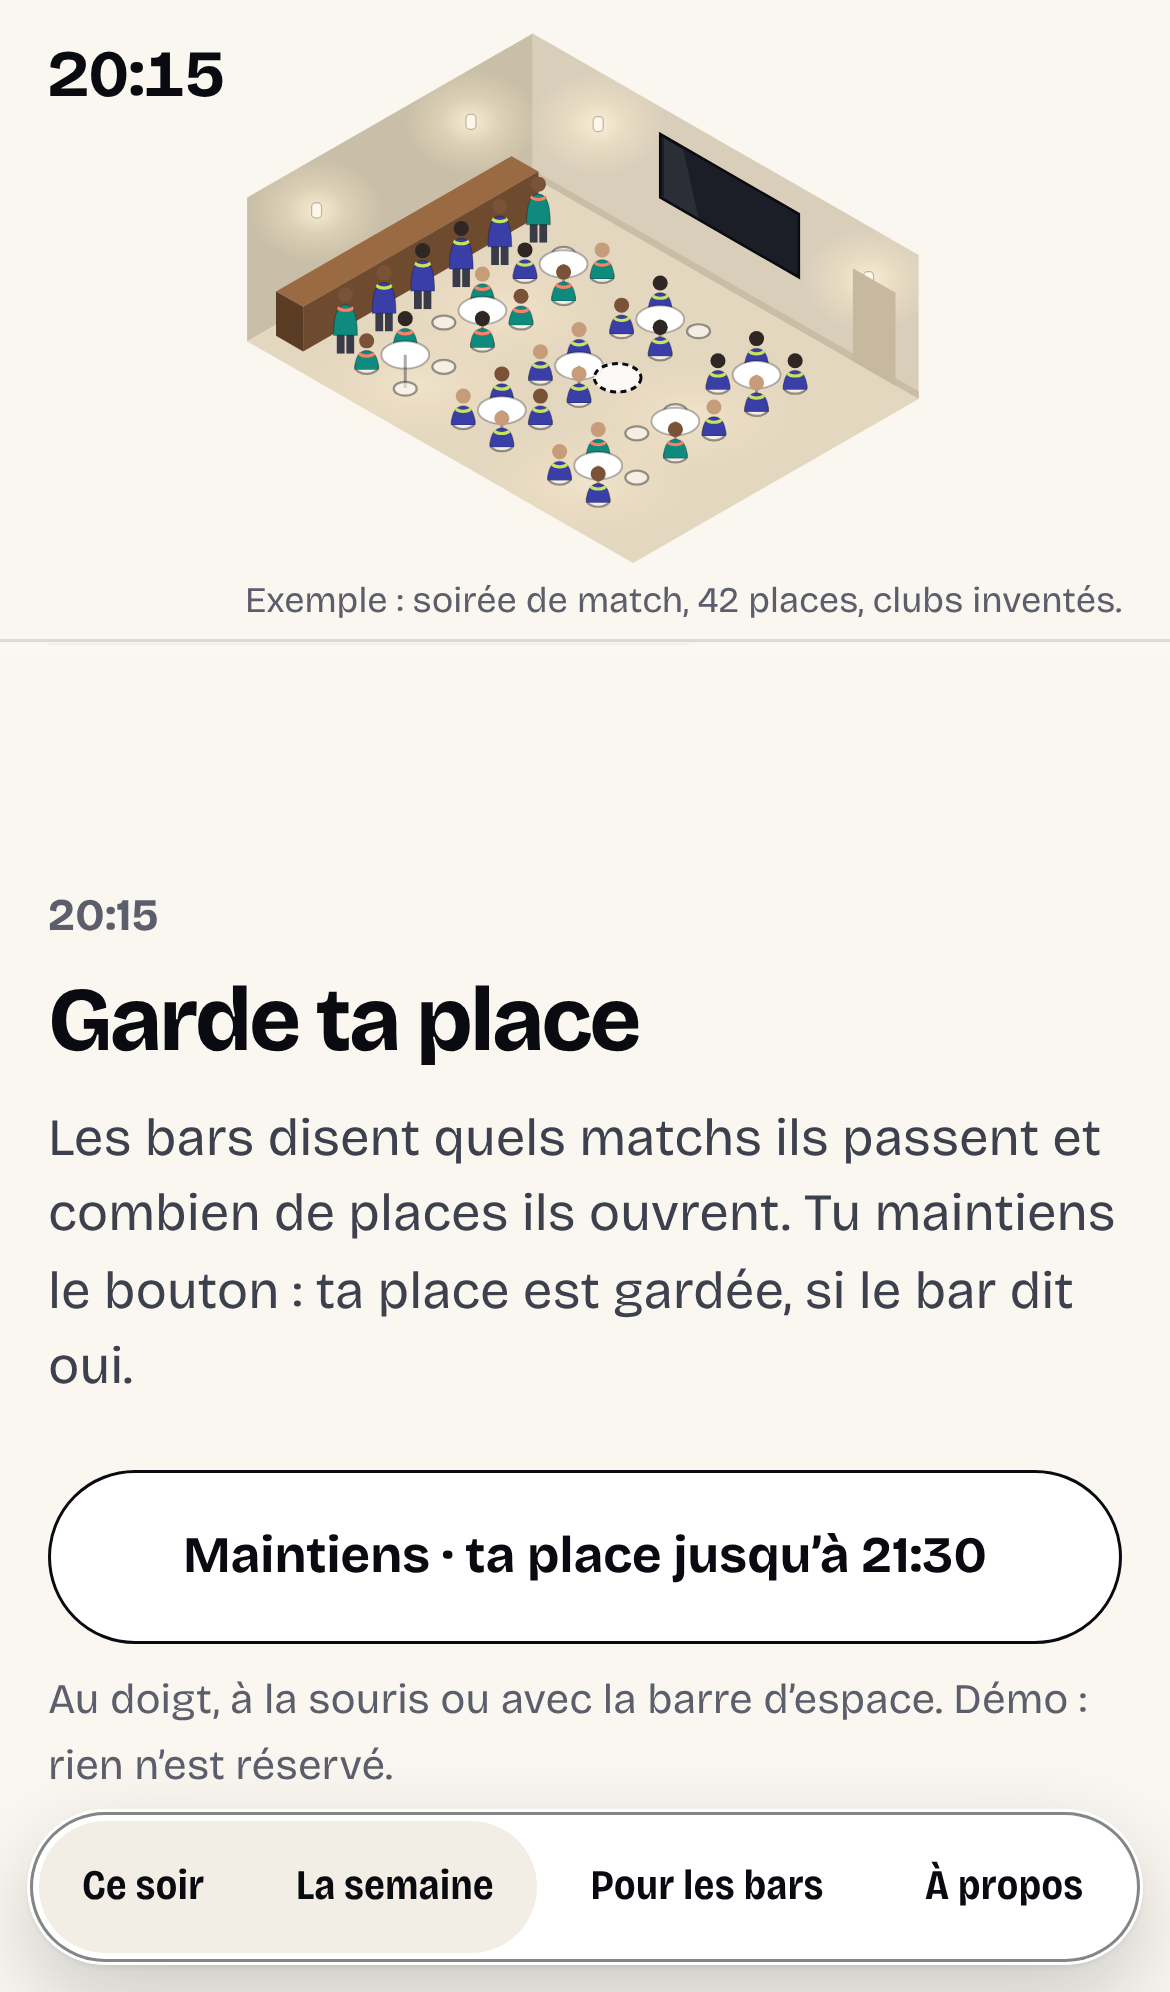 20:15
Exemple : soirée de match, 42 places, clubs inventés.
20:15
Garde ta place
Les bars disent quels matchs ils passent et
combien de places ils ouvrent. Tu maintiens
le bouton : ta place est gardée, si le bar dit
oui.
Maintiens · ta place jusqu’à 21:30
Au doigt, à la souris ou avec la barre d’espace. Démo :
rien n’est réservé.
Ce soir La semaine Pour les bars À propos